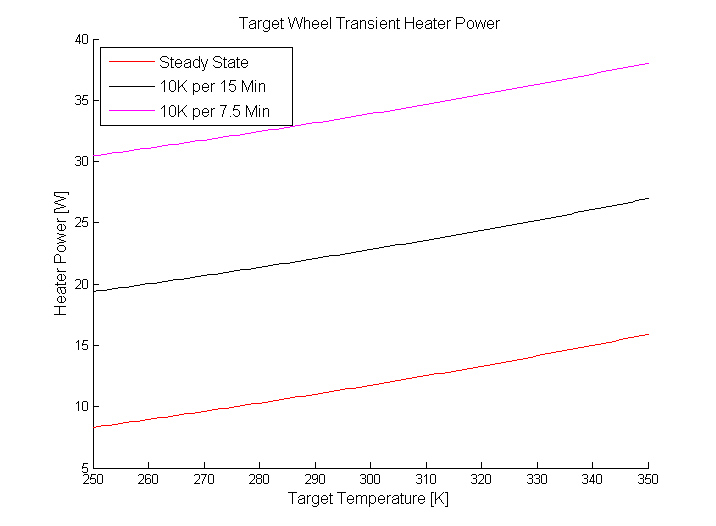 Target Wheel Transient Heater Power
40
35
30
25
20
15
10
5
Heater Power [W]
Steady State
10K per 15 Min
10K per 7.5 Min
250 260 270 280 290 300 310 320 330 340 350
Target Temperature [K]